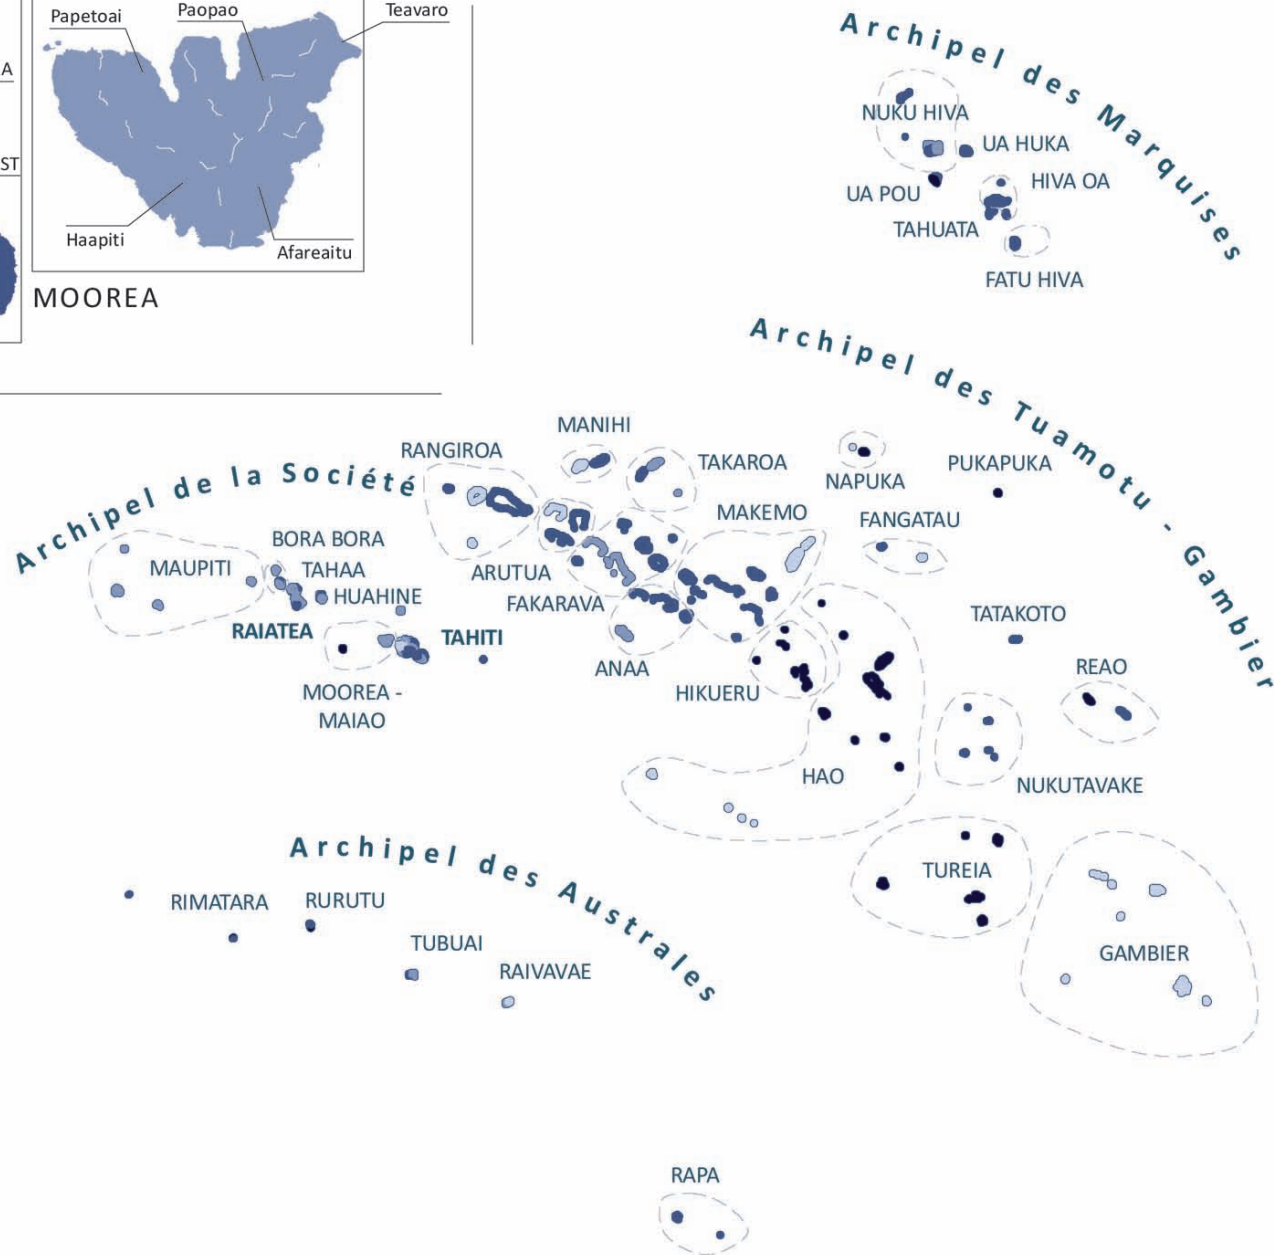 Papetoai
Paopao
Teavaro
A
ST
Haapiti
Afareaitu
MOOREA
Archipel des Marquises
NUKU HIVA
UA HUKA
UA POU
HIVA OA
TAHUATA
FATU HIVA
Archipel des Tuamotu - Gambier
MANIHI
RANGIROA
TAKAROA
NAPUKA
PUKAPUKA
Archipel de la Société
MAKEMO
FANGATAU
BORA BORA
MAUPITI
TAHAA
ARUTUA
HUAHINE
FAKARAVA
TATAKOTO
RAIATEA
TAHITI
ANAA
REAO
MOOREA -
MAIAO
HIKUERU
HAO
NUKUTAVAKE
Archipel des Australes
TUREIA
RIMATARA
RURUTU
TUBUAI
GAMBIER
RAIVAVAE
RAPA